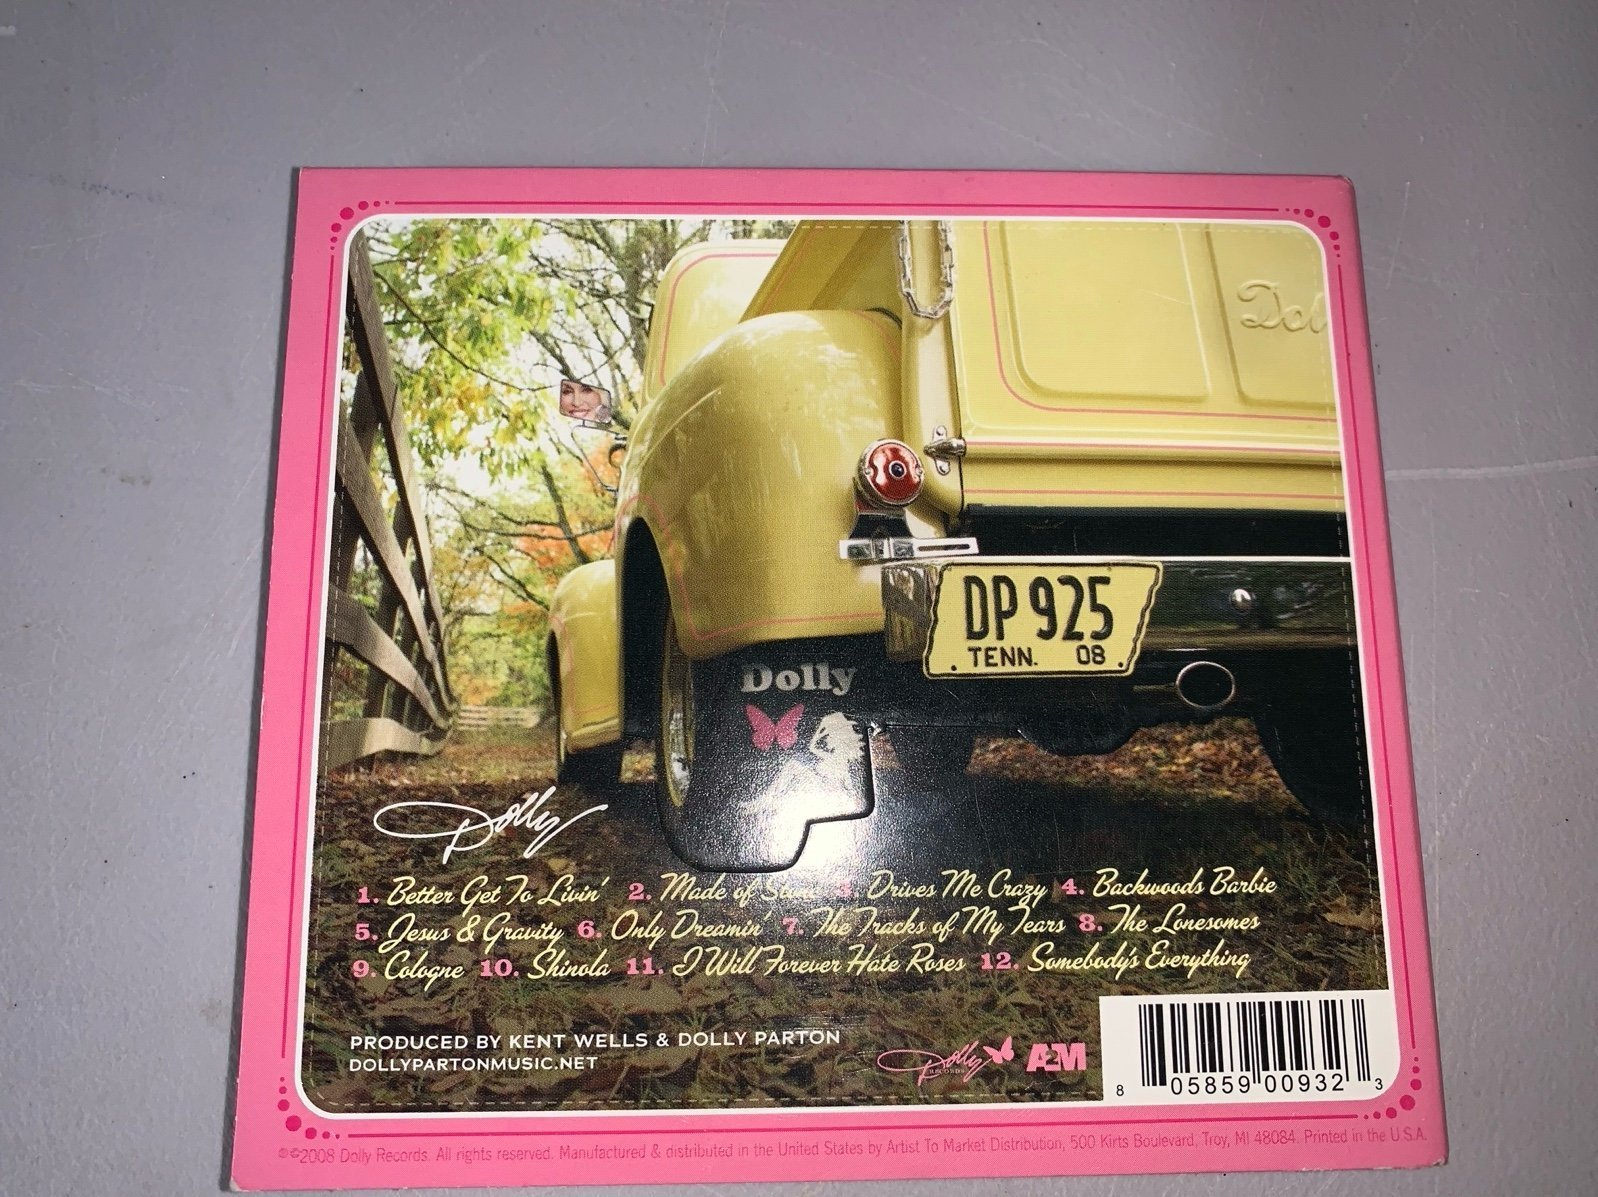 Dol
DP 925
TENN. 08
Dolly
Dolly
1. Better Get To Livin' 2. Made of 3. Drives Me Crazy 4. Backwoods Barbie
5. Jesus & Gravity 6. Only Dreamin' 7. The Tracks of My Tears 8. The Lonesomes
9. Cologne 10. Shinola 11. I Will Forever Hate Roses 12. Somebody's Everything
PRODUCED BY KENT WELLS & DOLLY PARTON
DOLLYPARTONMUSIC.NET
Dolly
RECORDS
A2M
8 05859 00932 3
℗©2008 Dolly Records. All rights reserved. Manufactured & distributed in the United States by Artist To Market Distribution, 500 Kirts Boulevard, Troy, MI 48084. Printed in the U.S.A.